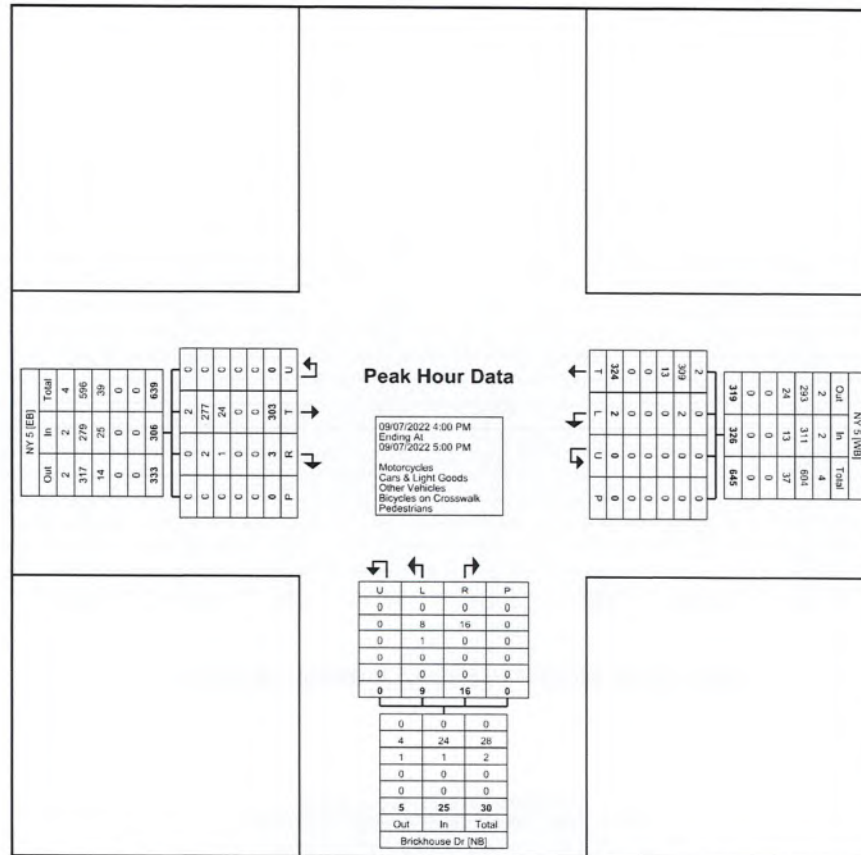 Peak Hour Data
09/07/2022 4:00 PM
Ending At
09/07/2022 5:00 PM
Motorcycles
Cars & Light Goods
Other Vehicles
Bicycles on Crosswalk
Pedestrians
NY 5 [EB]
Total 4 596 39 0 0 639
In 2 279 25 0 0 306
Out 2 317 14 0 0 333
0 0 0 0 0 0 U
2 277 24 0 0 303 T
0 2 1 0 0 3 R
0 0 0 0 0 0 P
T 324 0 0 13 309 2
L 2 0 0 0 2 0
U 0 0 0 0 0 0
P 0 0 0 0 0 0
319 0 0 24 293 2 Out
326 0 0 13 311 2 In
645 0 0 37 604 4 Total
NY 5 [WB]
U L R P
0 0 0 0
0 8 16 0
0 1 0 0
0 0 0 0
0 0 0 0
0 9 16 0
0 0 0
4 24 28
1 1 2
0 0 0
0 0 0
5 25 30
Out In Total
Brickhouse Dr [NB]